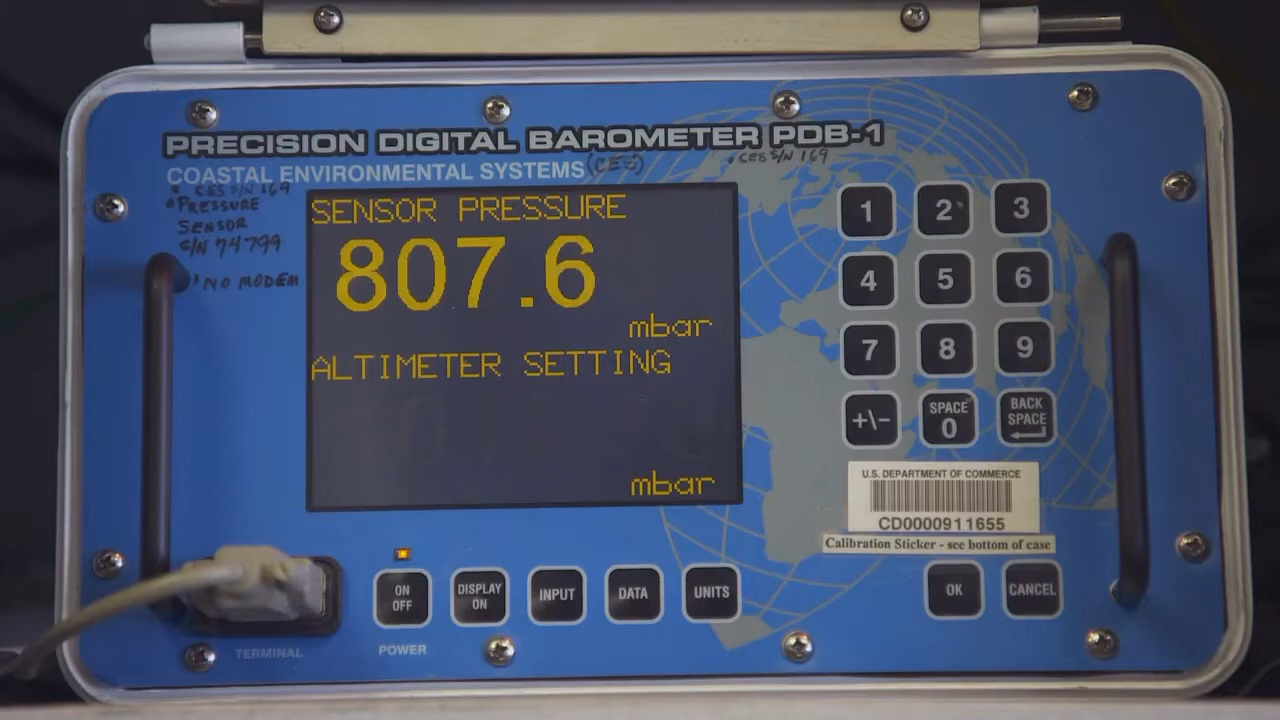 PRECISION DIGITAL BAROMETER PDB-1
COASTAL ENVIRONMENTAL SYSTEMS (CES)
• CES S/N 169
• CES S/N 169
• PRESSURE
SENSOR
S/N 74799
• NO MODEM
SENSOR PRESSURE
807.6
mbar
ALTIMETER SETTING
mbar
1 2 3
4 5 6
7 8 9
+\- SPACE 0 BACK SPACE
U.S. DEPARTMENT OF COMMERCE
CD0000911655
Calibration Sticker - see bottom of case
ON OFF
DISPLAY ON
INPUT
DATA
UNITS
OK
CANCEL
TERMINAL
POWER